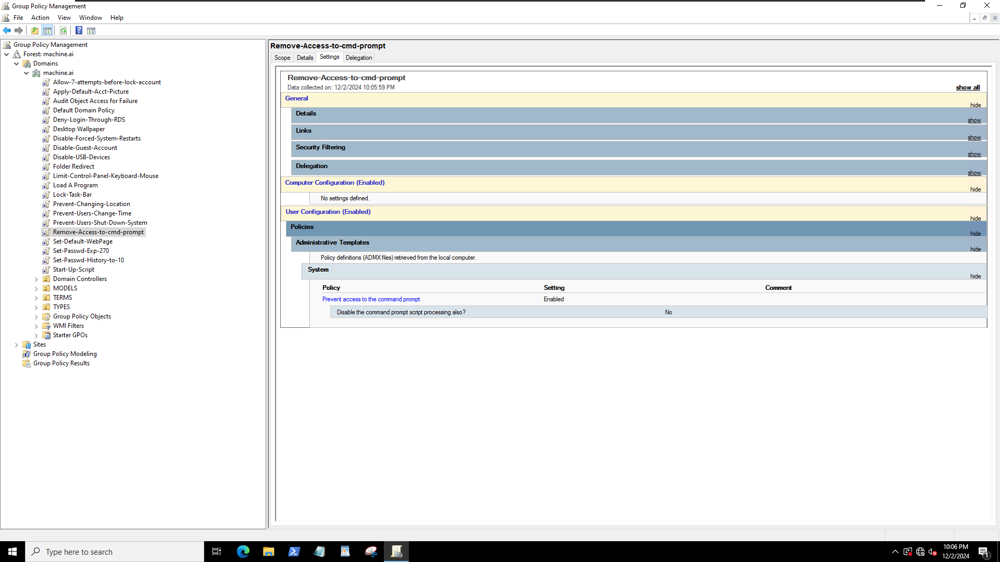 Group Policy Management
File Action View Window Help
Group Policy Management
Forest: machine.ai
Domains
machine.ai
Allow-7-attempts-before-lock-account
Apply-Default-Acct-Picture
Audit Object Access for Failure
Default Domain Policy
Deny-Login-Through-RDS
Desktop Wallpaper
Disable-Forced-System-Restarts
Disable-Guest-Account
Disable-USB-Devices
Folder Redirect
Limit-Control-Panel-Keyboard-Mouse
Load A Program
Lock-Task-Bar
Prevent-Changing-Location
Prevent-Users-Change-Time
Prevent-Users-Shut-Down-System
Remove-Access-to-cmd-prompt
Set-Default-WebPage
Set-Passwd-Exp-270
Set-Passwd-History-to-10
Start-Up-Script
Domain Controllers
MODELS
TERMS
TYPES
Group Policy Objects
WMI Filters
Starter GPOs
Sites
Group Policy Modeling
Group Policy Results
Remove-Access-to-cmd-prompt
Scope Details Settings Delegation
Remove-Access-to-cmd-prompt
Data collected on: 12/2/2024 10:05:59 PM show all
General hide
Details show
Links show
Security Filtering show
Delegation show
Computer Configuration (Enabled) hide
No settings defined.
User Configuration (Enabled) hide
Policies hide
Administrative Templates hide
Policy definitions (ADMX files) retrieved from the local computer.
System hide
Policy Setting Comment
Prevent access to the command prompt Enabled
Disable the command prompt script processing also? No
Type here to search
10:06 PM
12/2/2024
1